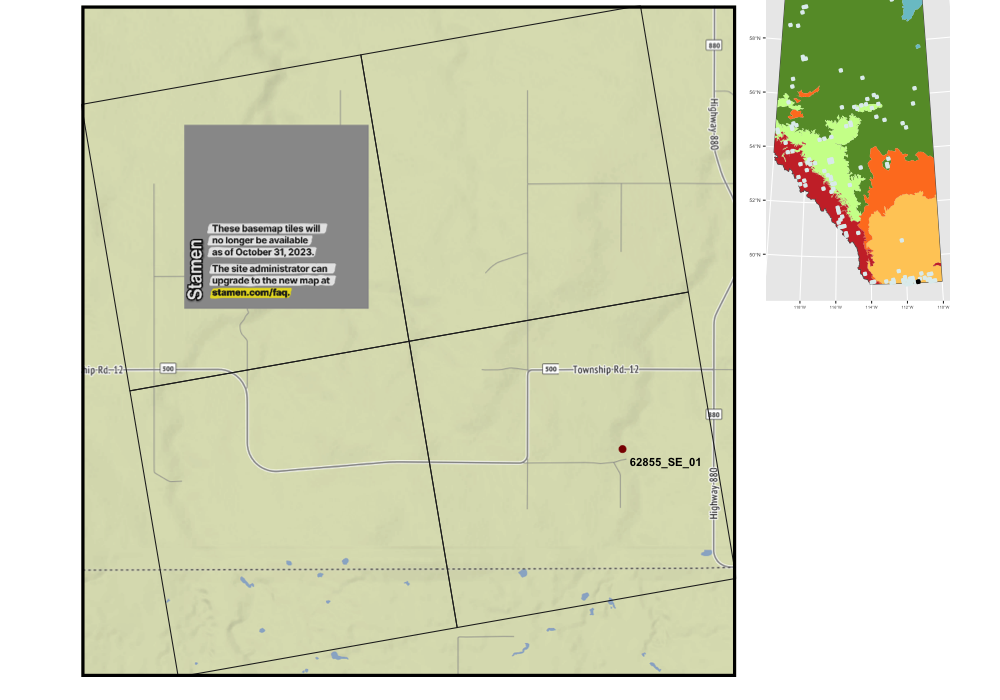 880
Highway 880
These basemap tiles will
no longer be available
as of October 31, 2023.
The site administrator can
upgrade to the new map at
stamen.com/faq.
Stamen
hip Rd. 12
500
500
Township Rd. 12
880
62855_SE_01
Highway 880
58°N
56°N
54°N
52°N
50°N
118°W
116°W
114°W
112°W
110°W